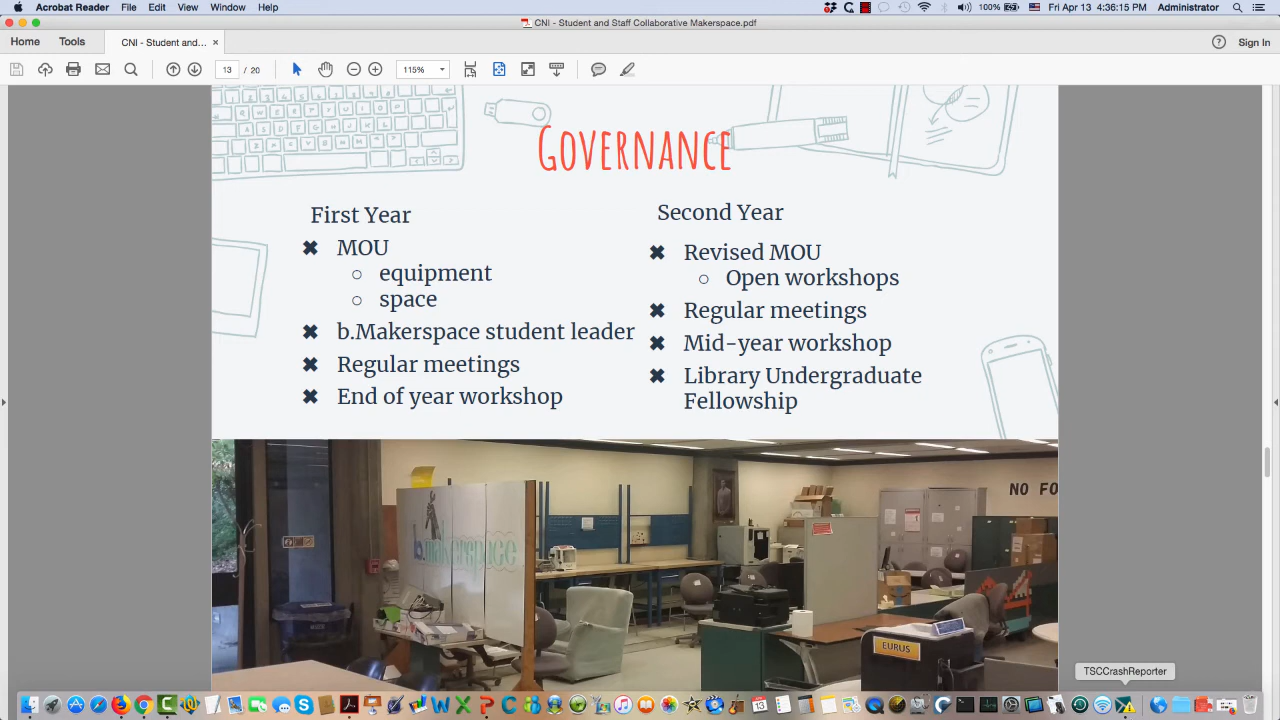 Acrobat Reader File Edit View Window Help 100% Fri Apr 13 4:36:15 PM Administrator
CNI - Student and Staff Collaborative Makerspace.pdf
Home Tools CNI - Student and... × Sign In
13 / 20 115%
GOVERNANCE
First Year
✖ MOU
○ equipment
○ space
✖ b.Makerspace student leader
✖ Regular meetings
✖ End of year workshop
Second Year
✖ Revised MOU
○ Open workshops
✖ Regular meetings
✖ Mid-year workshop
✖ Library Undergraduate
Fellowship
NO FO
b.makerspace
EURUS
TSCCrashReporter